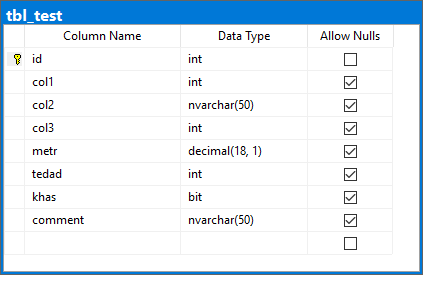 tbl_test
Column Name Data Type Allow Nulls
id int
col1 int
col2 nvarchar(50)
col3 int
metr decimal(18, 1)
tedad int
khas bit
comment nvarchar(50)